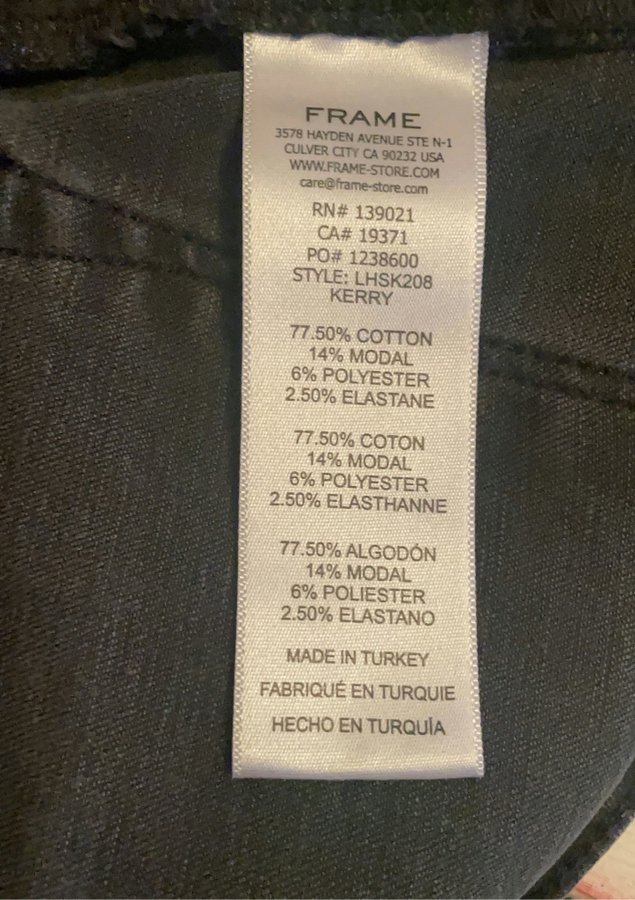 FRAME
3578 HAYDEN AVENUE STE N-1
CULVER CITY CA 90232 USA
WWW.FRAME-STORE.COM
care@frame-store.com
RN# 139021
CA# 19371
PO# 1238600
STYLE: LHSK208
KERRY
77.50% COTTON
14% MODAL
6% POLYESTER
2.50% ELASTANE
77.50% COTON
14% MODAL
6% POLYESTER
2.50% ELASTHANNE
77.50% ALGODÓN
14% MODAL
6% POLIESTER
2.50% ELASTANO
MADE IN TURKEY
FABRIQUÉ EN TURQUIE
HECHO EN TURQUÍA